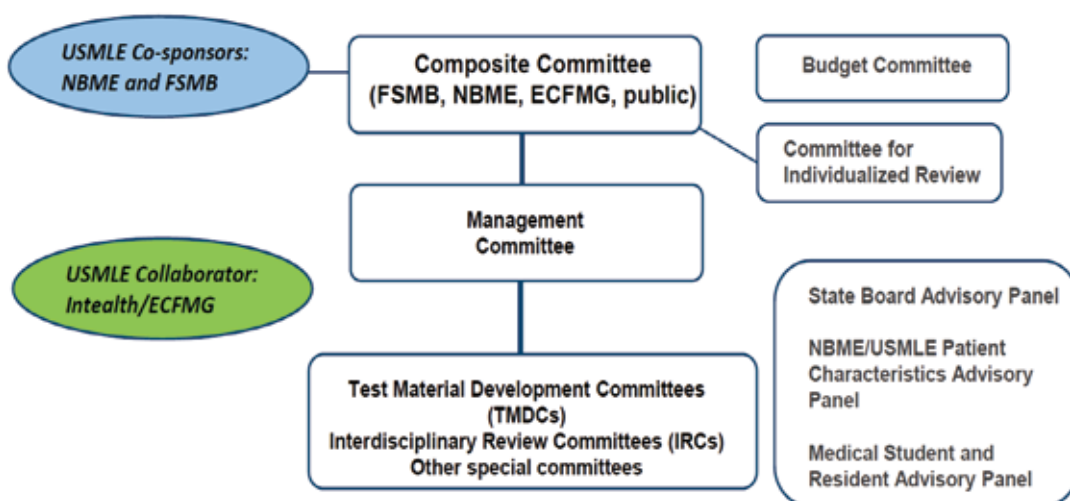 USMLE Co-sponsors:
NBME and FSMB
Composite Committee
(FSMB, NBME, ECFMG, public)
Budget Committee
Committee for
Individualized Review
Management
Committee
USMLE Collaborator:
Intealth/ECFMG
State Board Advisory Panel
NBME/USMLE Patient
Characteristics Advisory
Panel
Medical Student and
Resident Advisory Panel
Test Material Development Committees
(TMDCs)
Interdisciplinary Review Committees (IRCs)
Other special committees